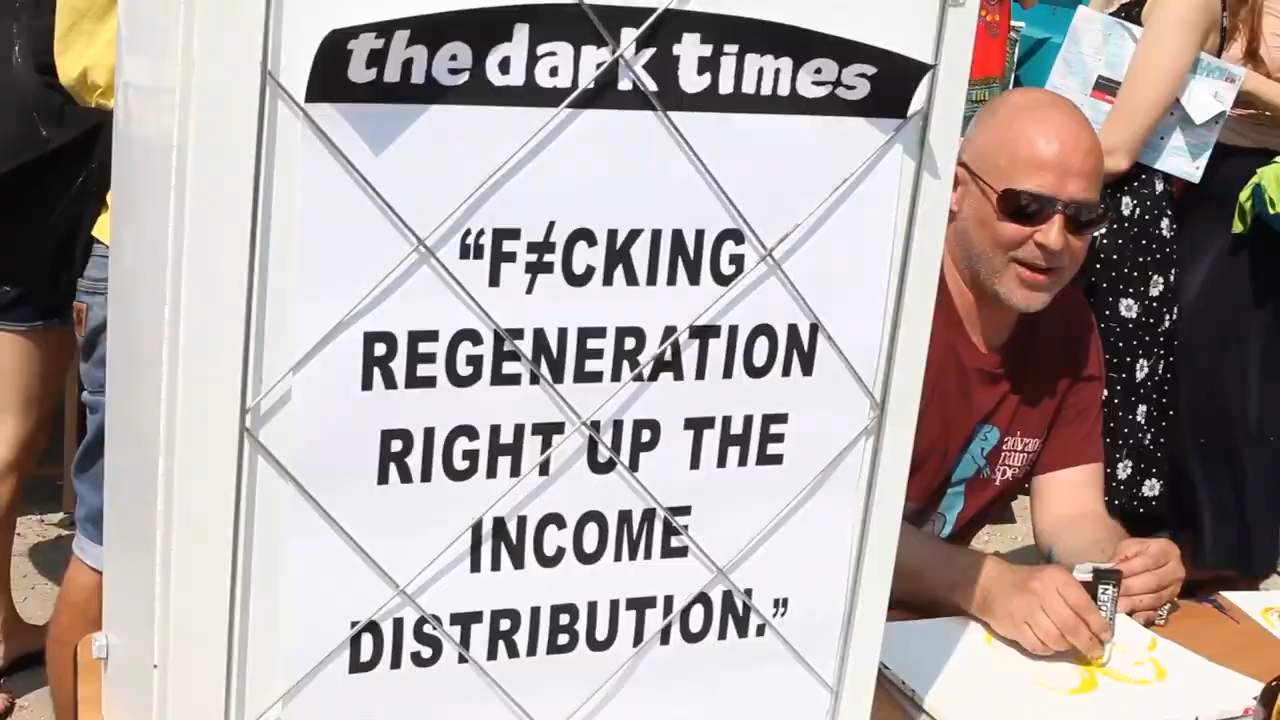 the dark times
“F≠CKING
REGENERATION
RIGHT UP THE
INCOME
DISTRIBUTION.”